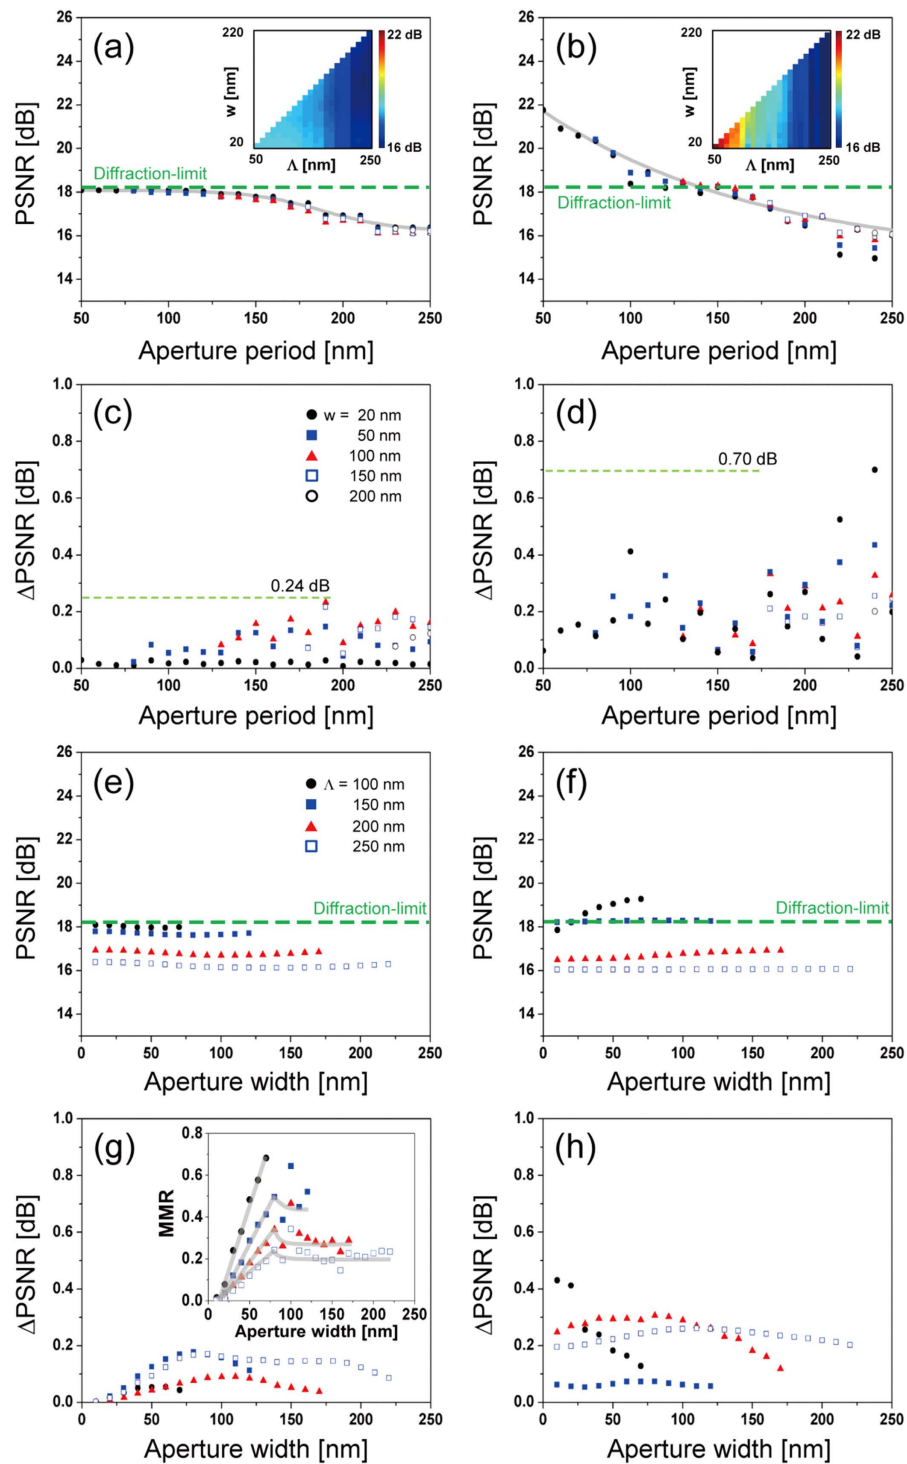 (a)
26
24
22
20
18
16
14
PSNR [dB]
Diffraction-limit
50
100
150
200
250
Aperture period [nm]
220
20
w [nm]
50
250
Λ [nm]
22 dB
16 dB
(b)
26
24
22
20
18
16
14
PSNR [dB]
Diffraction-limit
50
100
150
200
250
Aperture period [nm]
220
20
w [nm]
50
250
Λ [nm]
22 dB
16 dB
(c)
1.0
0.8
0.6
0.4
0.2
0.0
ΔPSNR [dB]
w = 20 nm
50 nm
100 nm
150 nm
200 nm
0.24 dB
50
100
150
200
250
Aperture period [nm]
(d)
1.0
0.8
0.6
0.4
0.2
0.0
ΔPSNR [dB]
0.70 dB
50
100
150
200
250
Aperture period [nm]
(e)
26
24
22
20
18
16
14
PSNR [dB]
Λ = 100 nm
150 nm
200 nm
250 nm
Diffraction-limit
0
50
100
150
200
250
Aperture width [nm]
(f)
26
24
22
20
18
16
14
PSNR [dB]
Diffraction-limit
0
50
100
150
200
250
Aperture width [nm]
(g)
1.0
0.8
0.6
0.4
0.2
0.0
ΔPSNR [dB]
0.8
0.6
0.4
0.2
0.0
MMR
0
50
100
150
200
250
Aperture width [nm]
0
50
100
150
200
250
Aperture width [nm]
(h)
1.0
0.8
0.6
0.4
0.2
0.0
ΔPSNR [dB]
0
50
100
150
200
250
Aperture width [nm]